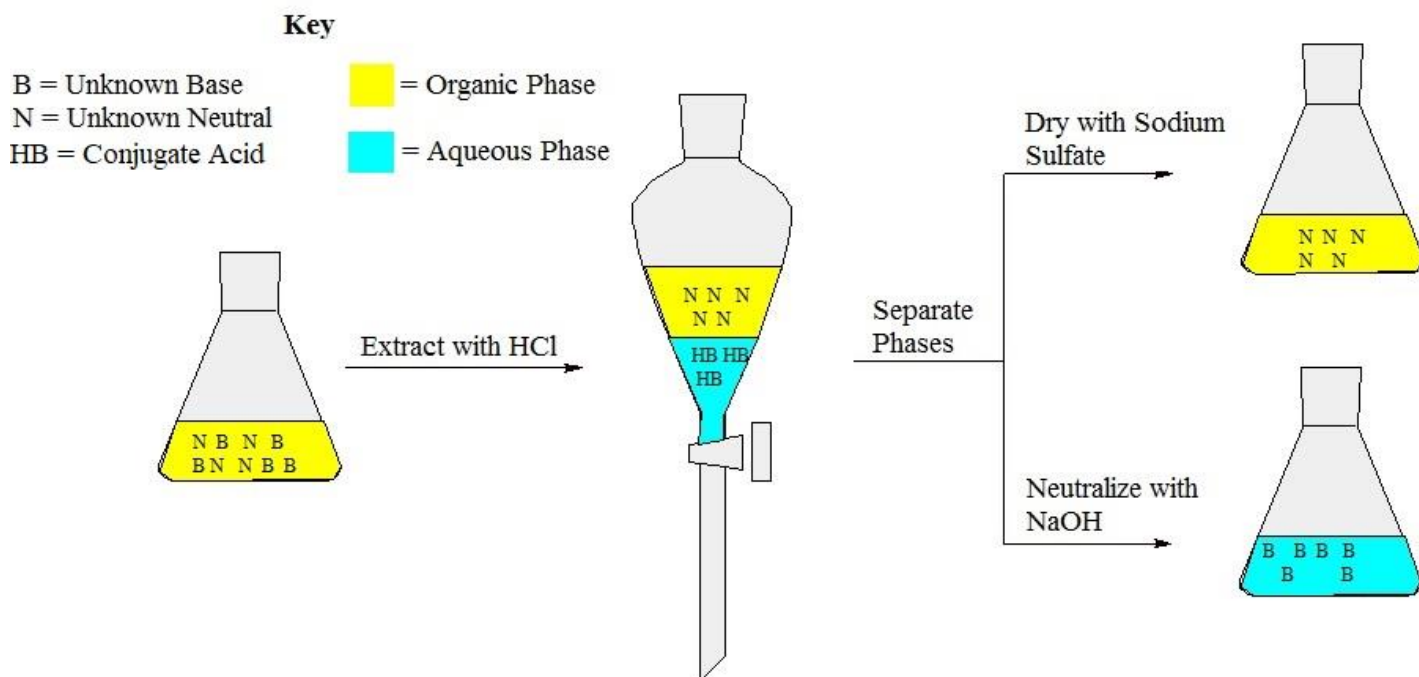 Key
B = Unknown Base
N = Unknown Neutral
HB = Conjugate Acid
= Organic Phase
= Aqueous Phase
N B N B
B N N B B
Extract with HCl
N N N
N N
HB HB
HB
Separate
Phases
Dry with Sodium
Sulfate
N N N
N N
Neutralize with
NaOH
B B B B
B B